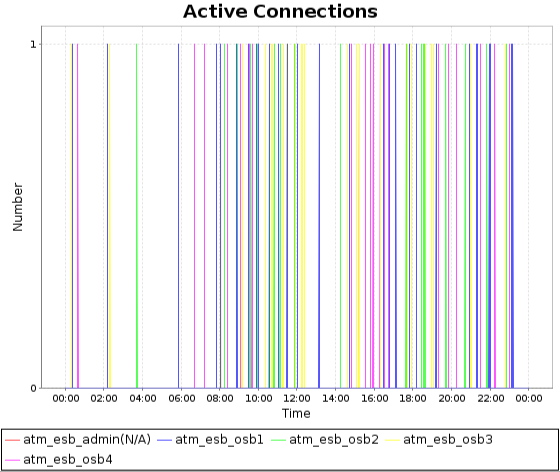 Active Connections
1
Number
0
00:00 02:00 04:00 06:00 08:00 10:00 12:00 14:00 16:00 18:00 20:00 22:00 00:00
Time
atm_esb_admin(N/A) atm_esb_osb1 atm_esb_osb2 atm_esb_osb3
atm_esb_osb4